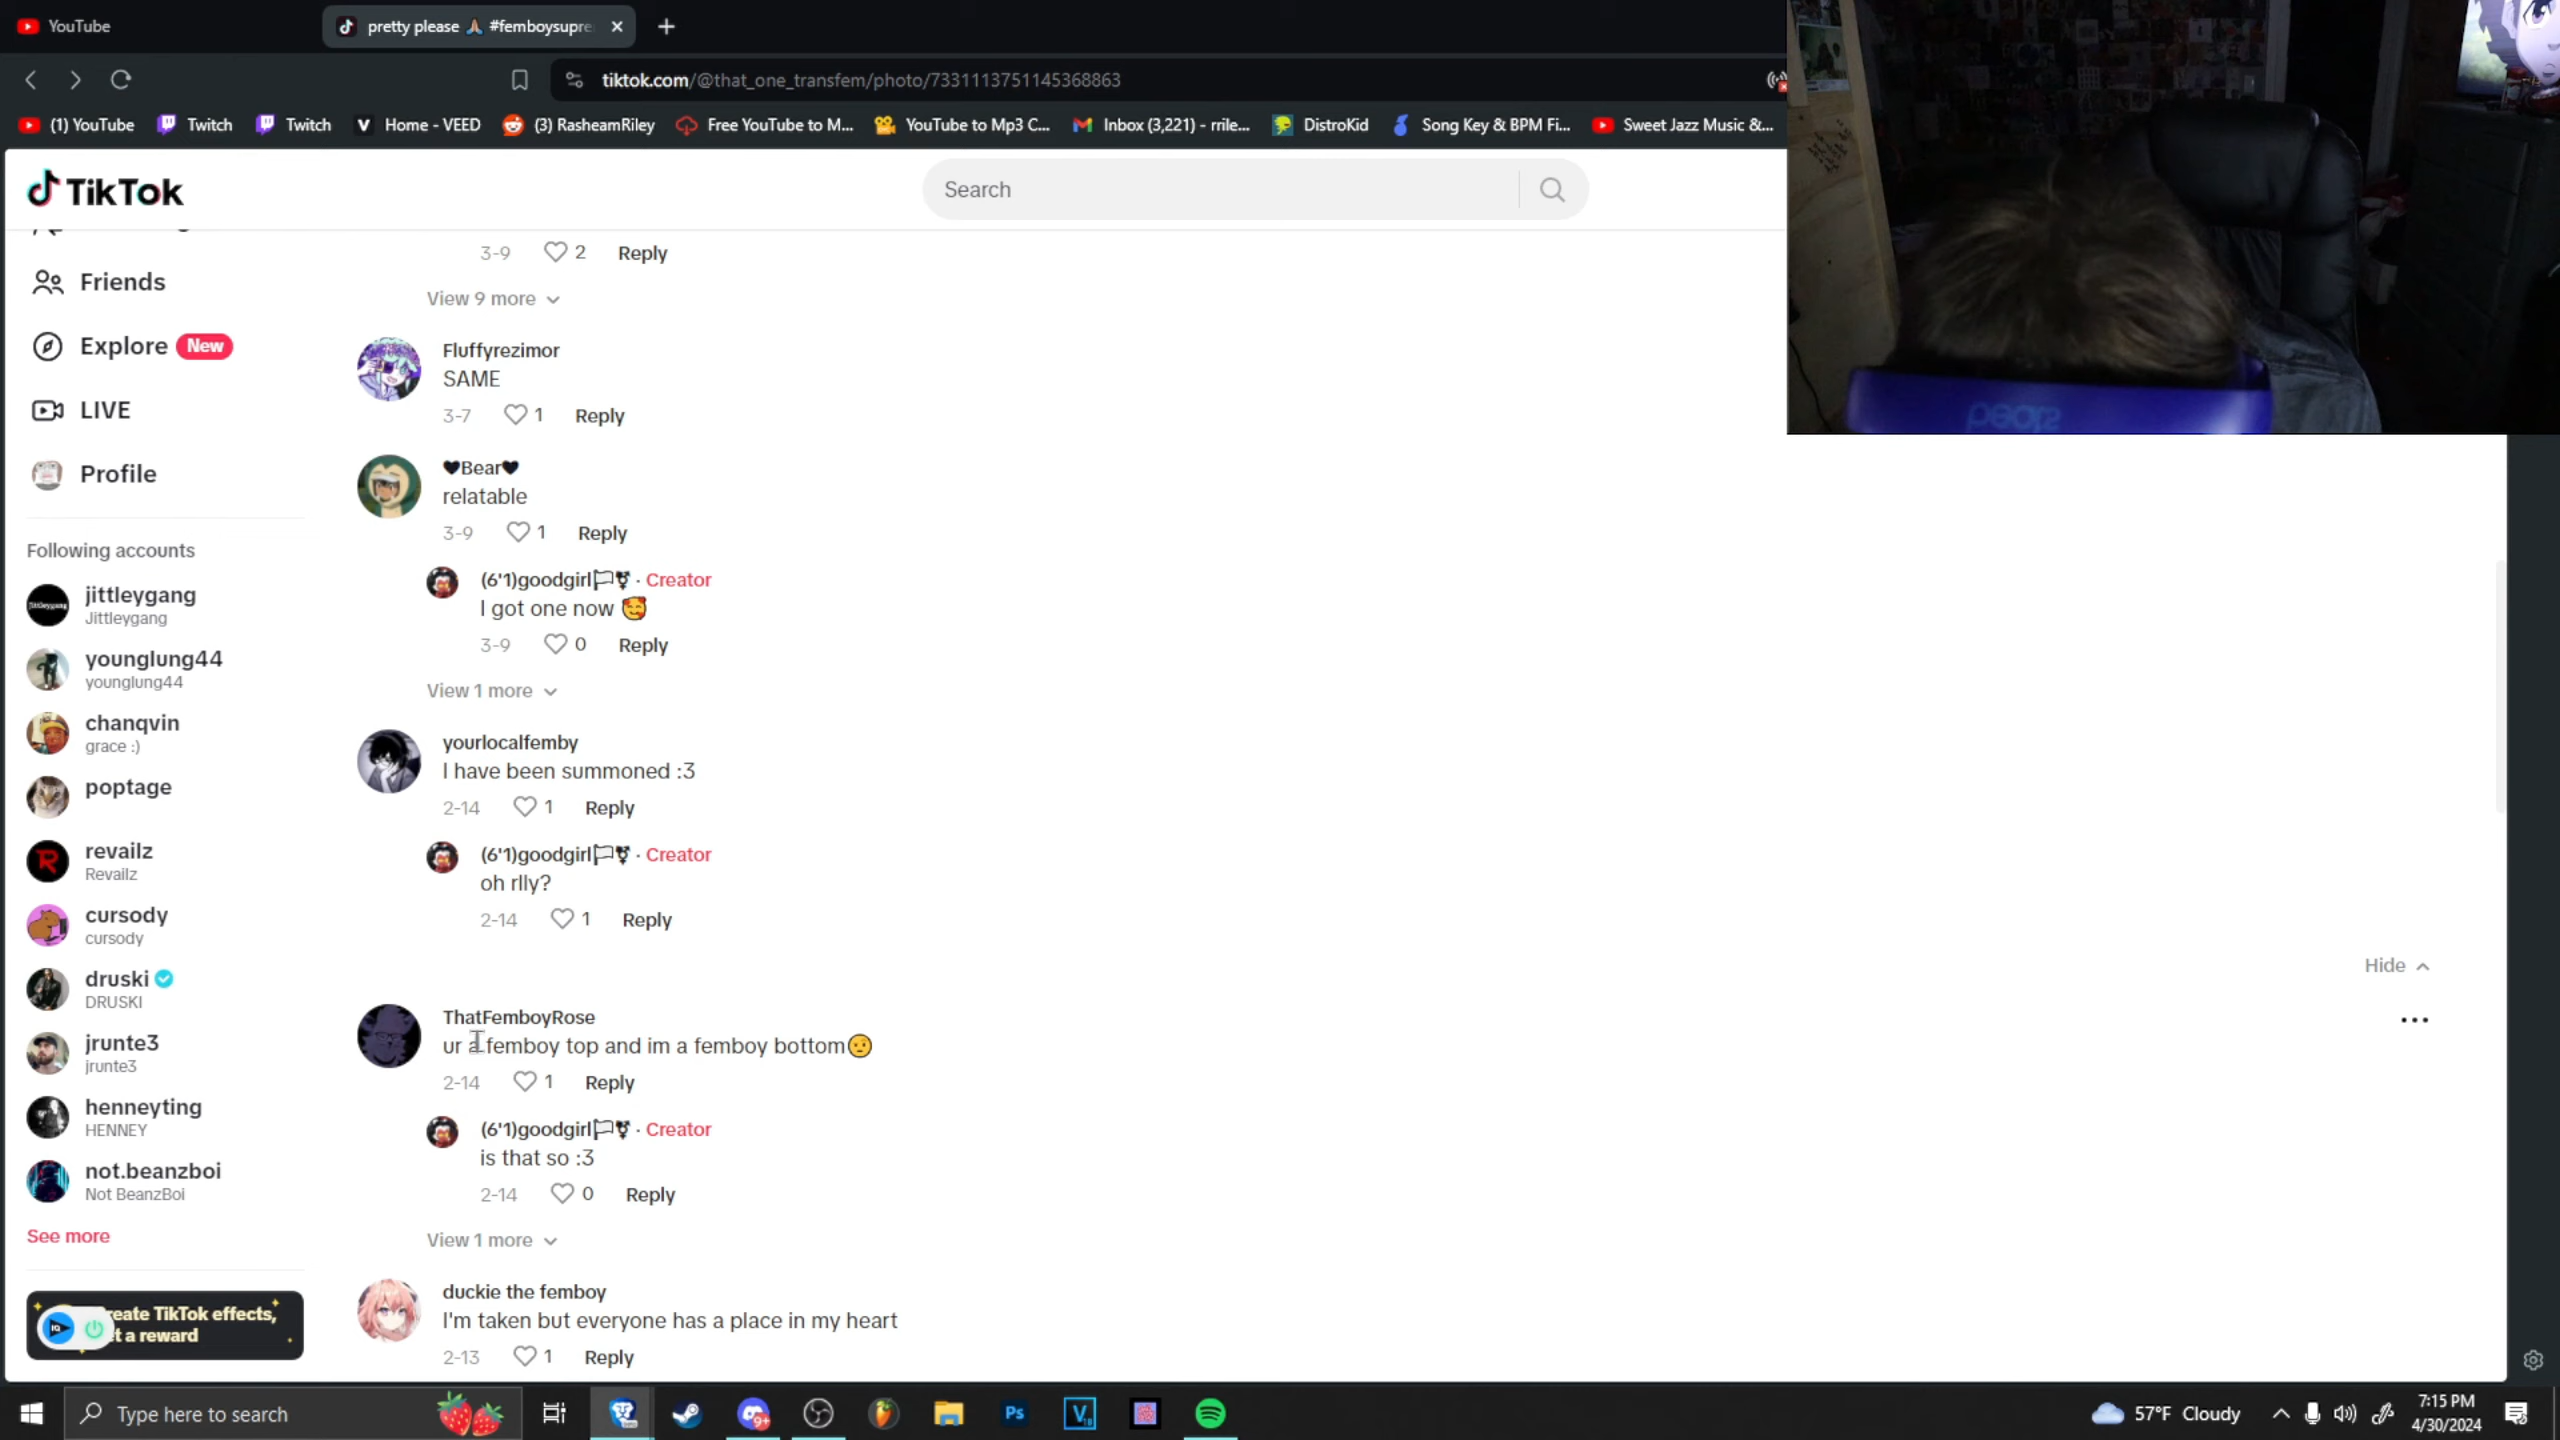 YouTube
pretty please 🙏🏽 #femboysupre
tiktok.com/@that_one_transfem/photo/7331113751145368863
(1) YouTube
Twitch
Twitch
Home - VEED
(3) RasheamRiley
Free YouTube to M...
YouTube to Mp3 C...
Inbox (3,221) - rrile...
DistroKid
Song Key & BPM Fi...
Sweet Jazz Music &...
TikTok
Search
Friends
Explore New
LIVE
Profile
Following accounts
jittleygang
Jittleygang
younglung44
younglung44
chanqvin
grace :)
poptage
revailz
Revailz
cursody
cursody
druski
DRUSKI
jrunte3
jrunte3
henneyting
HENNEY
not.beanzboi
Not BeanzBoi
See more
reate TikTok effects,
t a reward
3-9 2 Reply
View 9 more
Fluffyrezimor
SAME
3-7 1 Reply
🖤Bear🖤
relatable
3-9 1 Reply
(6'1)goodgirl🏳⚧ · Creator
I got one now 🥰
3-9 0 Reply
View 1 more
yourlocalfemby
I have been summoned :3
2-14 1 Reply
(6'1)goodgirl🏳⚧ · Creator
oh rlly?
2-14 1 Reply
Hide
ThatFemboyRose
ur a femboy top and im a femboy bottom🤨
2-14 1 Reply
(6'1)goodgirl🏳⚧ · Creator
is that so :3
2-14 0 Reply
View 1 more
duckie the femboy
I'm taken but everyone has a place in my heart
2-13 1 Reply
Type here to search
9+
Ps
57°F Cloudy
7:15 PM
4/30/2024